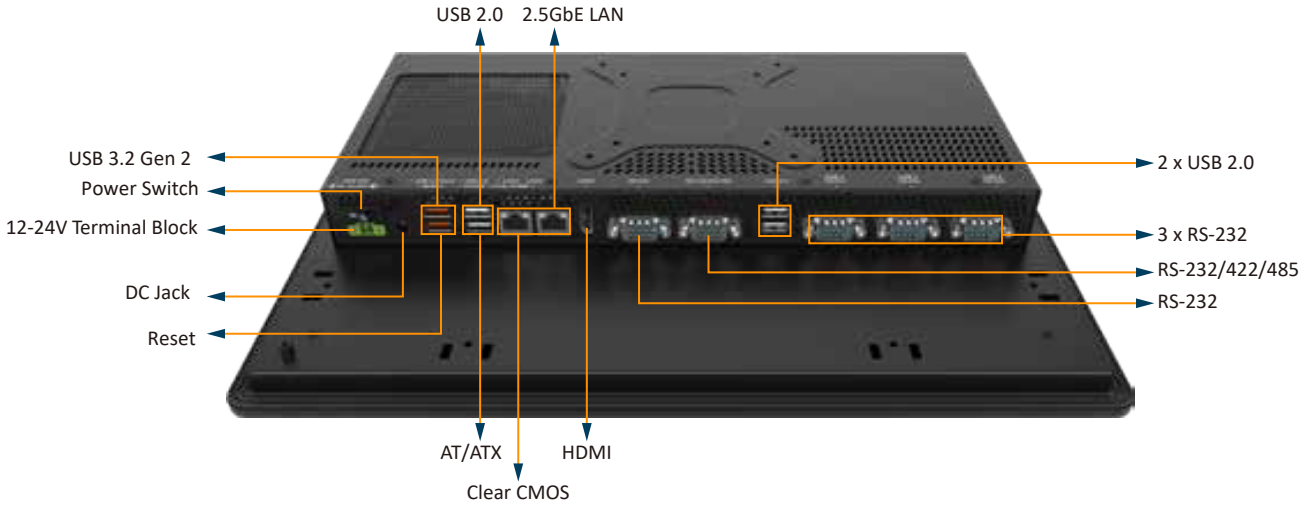 USB 2.0
2.5GbE LAN
USB 3.2 Gen 2
Power Switch
12-24V Terminal Block
DC Jack
Reset
2 x USB 2.0
3 x RS-232
RS-232/422/485
RS-232
AT/ATX
HDMI
Clear CMOS